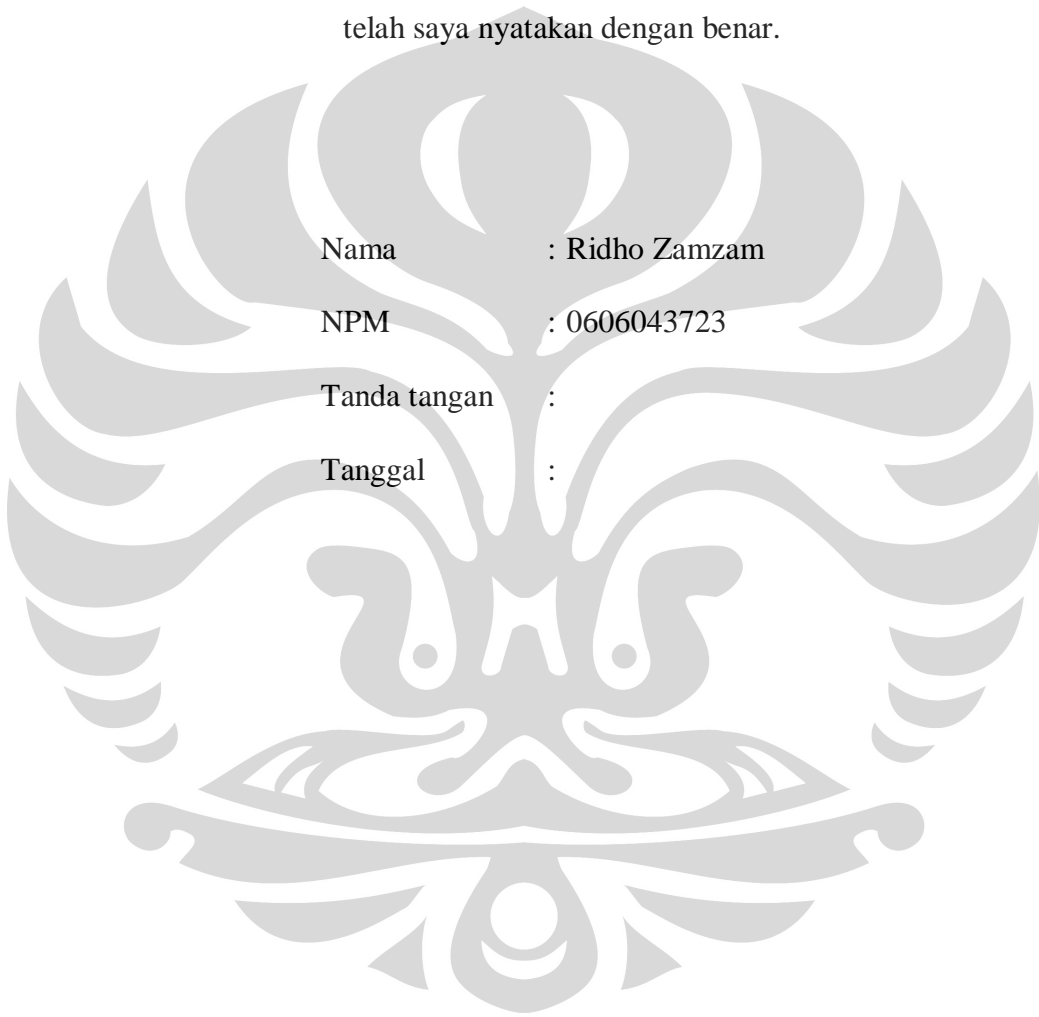 telah saya nyatakan dengan benar.
Nama : Ridho Zamzam
NPM : 0606043723
Tanda tangan :
Tanggal :